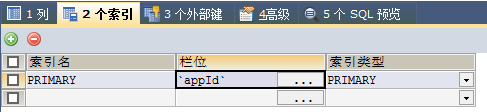 1 列 2 个索引 3 个外部键 4高级 5 个 SQL 预览
索引名 栏位 索引类型
PRIMARY `appId` ... PRIMARY
...